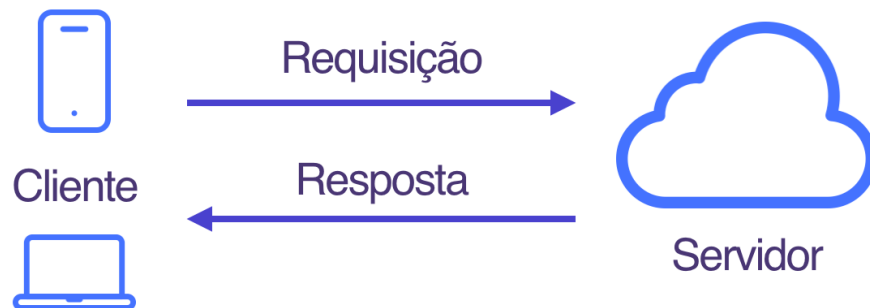 Requisição
Cliente
Resposta
Servidor